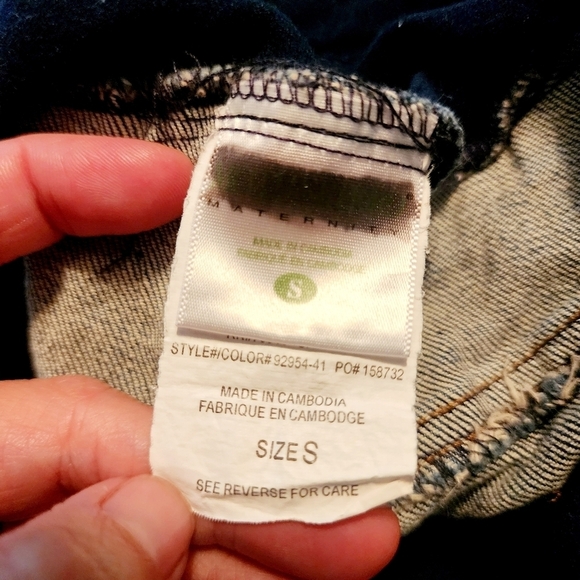 MATERNITY
MADE IN CAMBODIA
FABRIQUE EN CAMBODGE
S
STYLE#/COLOR# 92954-41 PO# 158732
MADE IN CAMBODIA
FABRIQUE EN CAMBODGE
SIZE S
SEE REVERSE FOR CARE